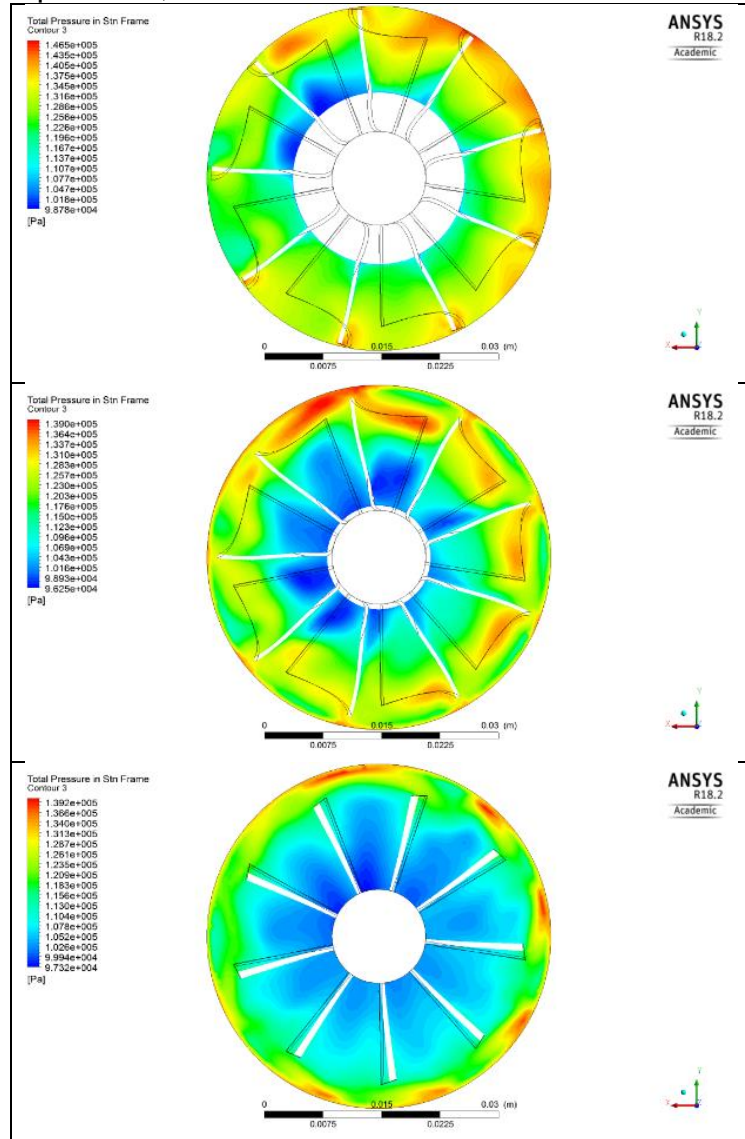 Total Pressure in Stn Frame
Contour 3
1.465e+005
1.435e+005
1.405e+005
1.375e+005
1.345e+005
1.316e+005
1.286e+005
1.256e+005
1.226e+005
1.196e+005
1.167e+005
1.137e+005
1.107e+005
1.077e+005
1.047e+005
1.018e+005
9.878e+004
[Pa]
ANSYS
R18.2
Academic
Y
X
Z
0 0.015 0.03 (m)
0.0075 0.0225
Total Pressure in Stn Frame
Contour 3
1.390e+005
1.364e+005
1.337e+005
1.310e+005
1.283e+005
1.257e+005
1.230e+005
1.203e+005
1.176e+005
1.150e+005
1.123e+005
1.096e+005
1.069e+005
1.043e+005
1.016e+005
9.893e+004
9.625e+004
[Pa]
ANSYS
R18.2
Academic
Y
X
Z
0 0.015 0.03 (m)
0.0075 0.0225
Total Pressure in Stn Frame
Contour 3
1.392e+005
1.366e+005
1.340e+005
1.313e+005
1.287e+005
1.261e+005
1.235e+005
1.209e+005
1.183e+005
1.156e+005
1.130e+005
1.104e+005
1.078e+005
1.052e+005
1.026e+005
9.994e+004
9.732e+004
[Pa]
ANSYS
R18.2
Academic
Y
X
Z
0 0.015 0.03 (m)
0.0075 0.0225